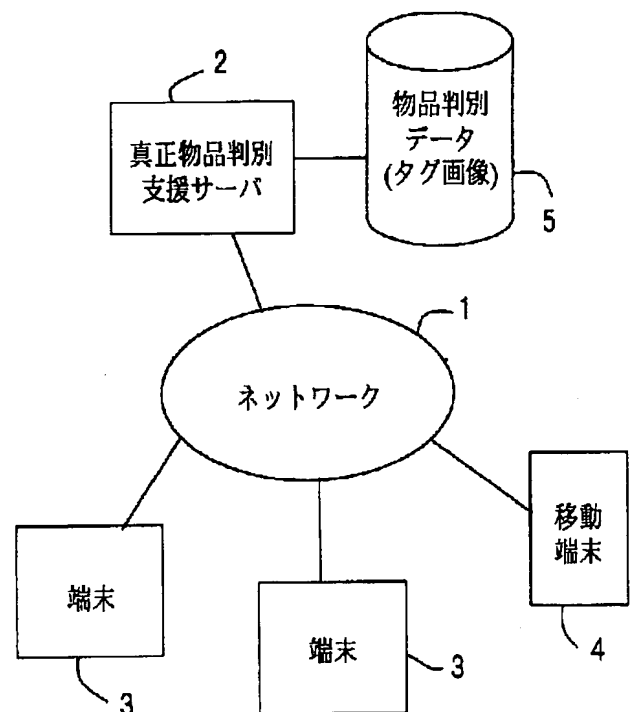 2
真正物品判別
支援サーバ
物品判別
データ
(タグ画像)
5
1
ネットワーク
移動
端末
4
端末
3
端末
3